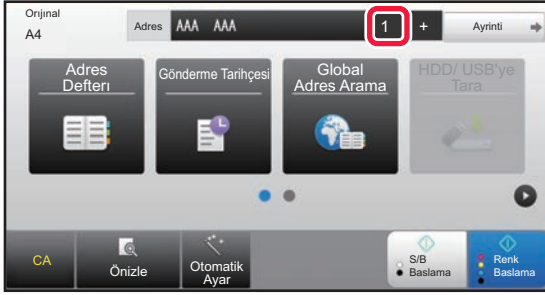 Orıjınal
A4
Adres AAA AAA 1 + Ayrinti
Adres
Defterı
Gönderme Tarihçesi
Global
Adres Arama
HDD/ USB'ye
Tara
CA
Önizle
Otomatik
Ayar
S/B
Baslama
Renk
Baslama